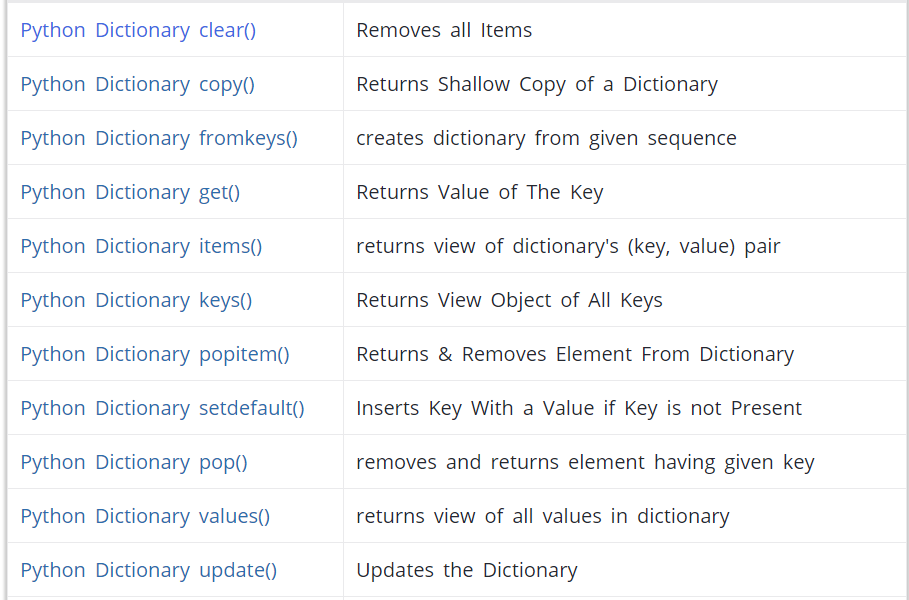 Python Dictionary clear() Removes all Items
Python Dictionary copy() Returns Shallow Copy of a Dictionary
Python Dictionary fromkeys() creates dictionary from given sequence
Python Dictionary get() Returns Value of The Key
Python Dictionary items() returns view of dictionary's (key, value) pair
Python Dictionary keys() Returns View Object of All Keys
Python Dictionary popitem() Returns & Removes Element From Dictionary
Python Dictionary setdefault() Inserts Key With a Value if Key is not Present
Python Dictionary pop() removes and returns element having given key
Python Dictionary values() returns view of all values in dictionary
Python Dictionary update() Updates the Dictionary